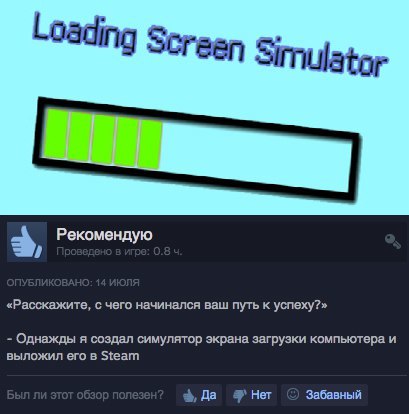 Loading Screen Simulator
Рекомендую
Проведено в игре: 0.8 ч.
ОПУБЛИКОВАНО: 14 ИЮЛЯ
«Расскажите, с чего начинался ваш путь к успеху?»
- Однажды я создал симулятор экрана загрузки компьютера и
выложил его в Steam
Был ли этот обзор полезен? Да Нет Забавный